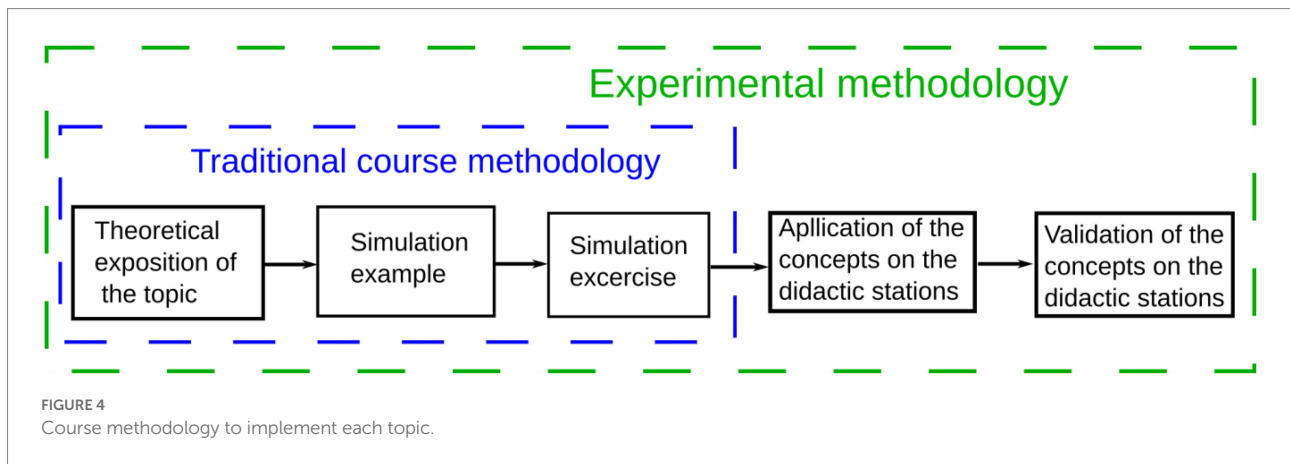 Experimental methodology
Traditional course methodology
Theoretical
exposition of
the topic
Simulation
example
Simulation
excercise
Apllication of the
concepts on the
didactic stations
Validation of the
concepts on the
didactic stations
FIGURE 4
Course methodology to implement each topic.